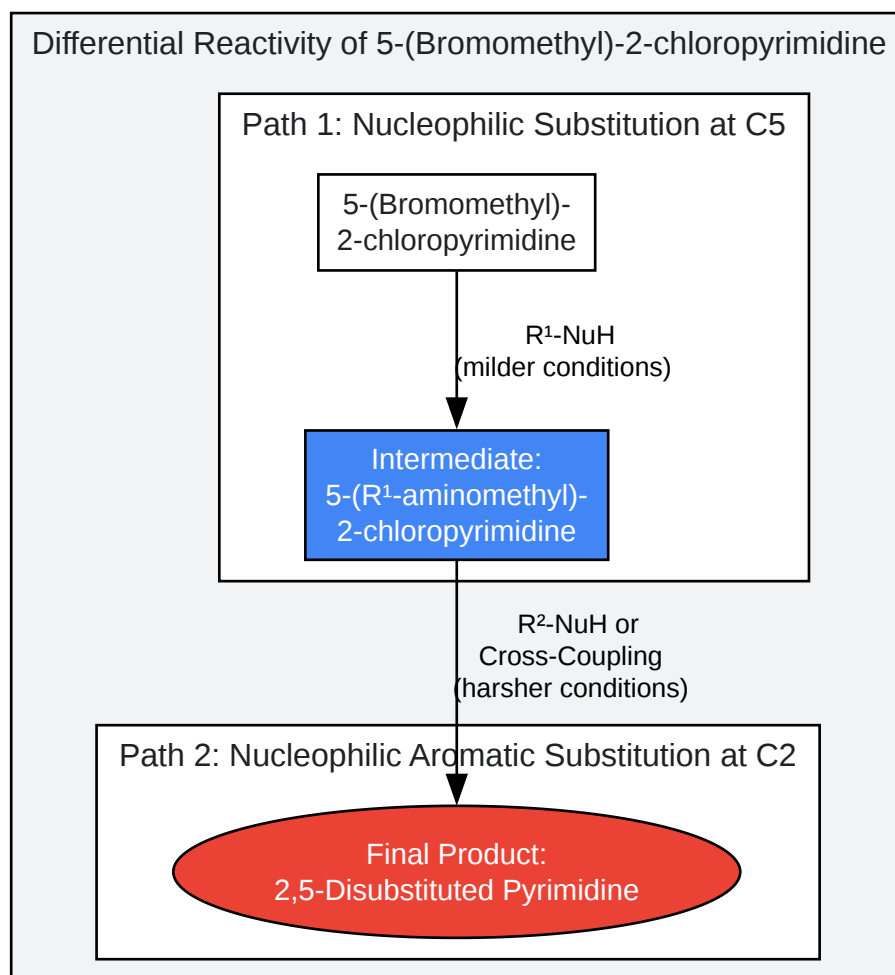 Differential Reactivity of 5-(Bromomethyl)-2-chloropyrimidine
Path 1: Nucleophilic Substitution at C5
5-(Bromomethyl)-
2-chloropyrimidine
R¹-NuH
(milder conditions)
Intermediate:
5-(R¹-aminomethyl)-
2-chloropyrimidine
R²-NuH or
Cross-Coupling
(harsher conditions)
Path 2: Nucleophilic Aromatic Substitution at C2
Final Product:
2,5-Disubstituted Pyrimidine